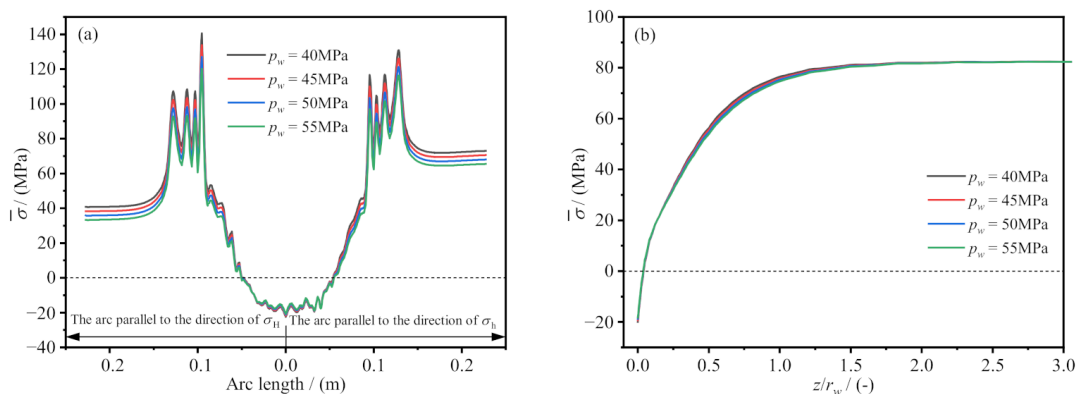 (a)
p_w = 40MPa
p_w = 45MPa
p_w = 50MPa
p_w = 55MPa
140
120
100
80
60
40
20
0
−20
−40
σ̅ / (MPa)
The arc parallel to the direction of σ_H
The arc parallel to the direction of σ_h
0.2
0.1
0.0
0.1
0.2
Arc length / (m)
(b)
100
80
60
40
20
0
−20
σ̅ / (MPa)
p_w = 40MPa
p_w = 45MPa
p_w = 50MPa
p_w = 55MPa
0.0
0.5
1.0
1.5
2.0
2.5
3.0
z/r_w / (-)